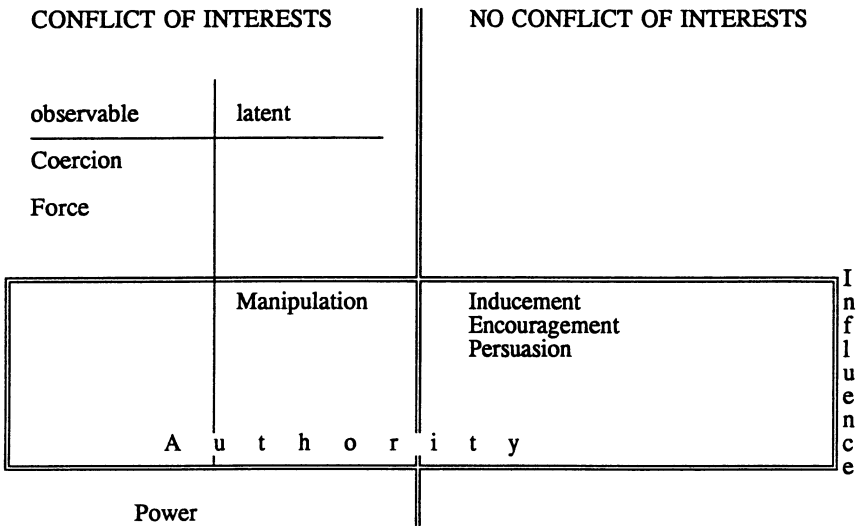 CONFLICT OF INTERESTS
NO CONFLICT OF INTERESTS
observable
latent
Coercion
Force
Manipulation
Inducement
Encouragement
Persuasion
Authority
Influence
Power